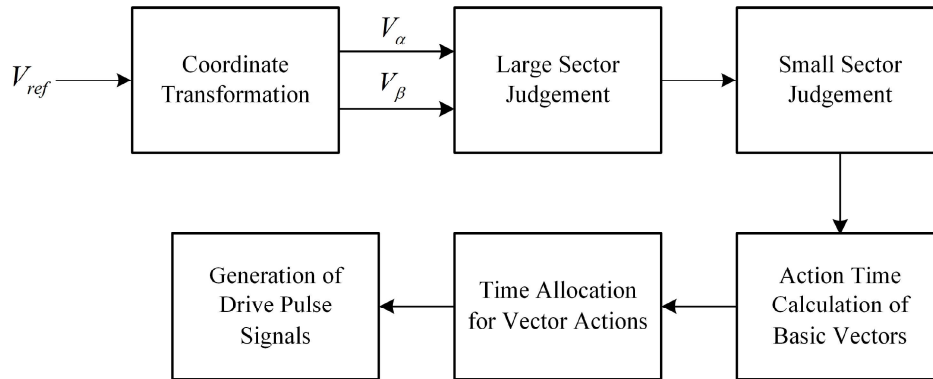 V_ref
Coordinate
Transformation
V_α
V_β
Large Sector
Judgement
Small Sector
Judgement
Generation of
Drive Pulse
Signals
Time Allocation
for Vector Actions
Action Time
Calculation of
Basic Vectors